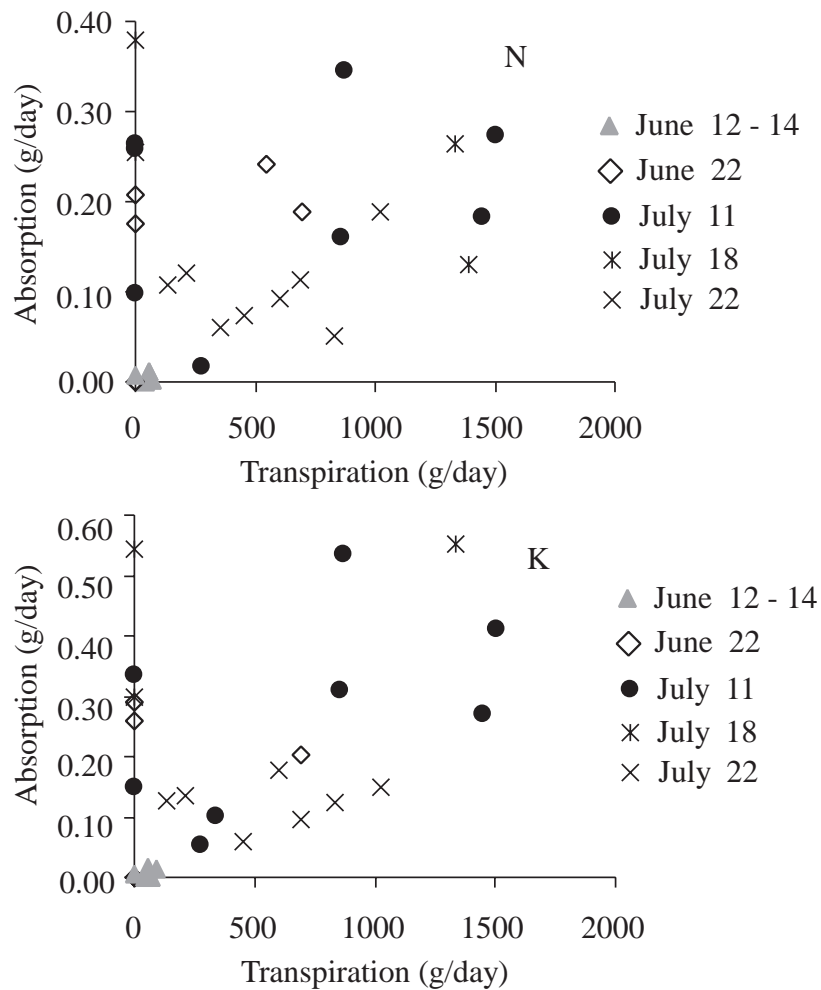 0.40
N
0.30
0.20
0.10
0.00
Absorption (g/day)
0
500
1000
1500
2000
Transpiration (g/day)
June 12 - 14
June 22
July 11
July 18
July 22
0.60
K
0.50
0.40
0.30
0.20
0.10
0.00
Absorption (g/day)
0
500
1000
1500
2000
Transpiration (g/day)
June 12 - 14
June 22
July 11
July 18
July 22